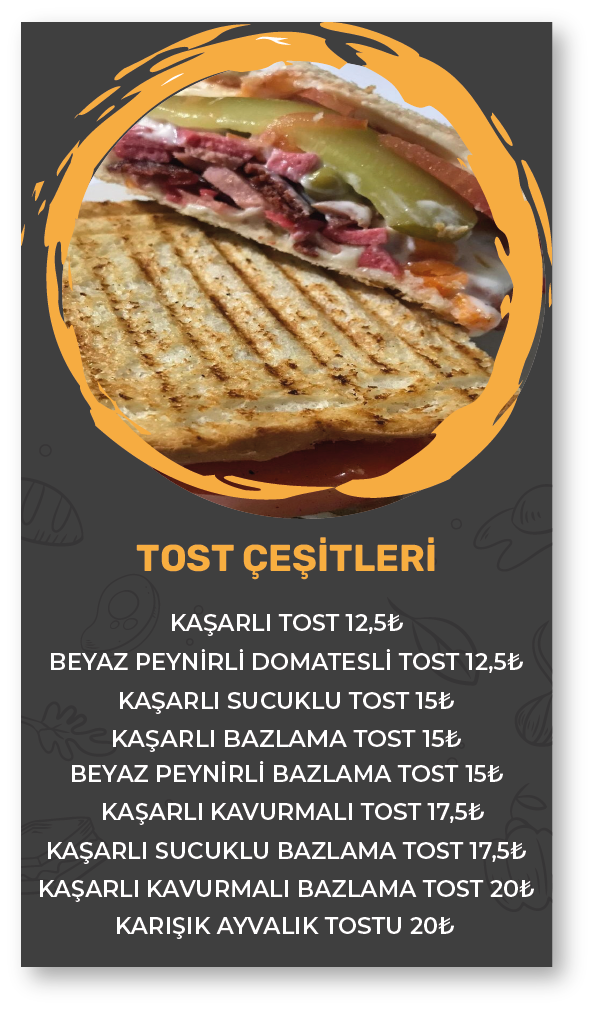 TOST ÇEŞİTLERİ
KAŞARLI TOST 12,5₺
BEYAZ PEYNİRLİ DOMATESLİ TOST 12,5₺
KAŞARLI SUCUKLU TOST 15₺
KAŞARLI BAZLAMA TOST 15₺
BEYAZ PEYNİRLİ BAZLAMA TOST 15₺
KAŞARLI KAVURMALI TOST 17,5₺
KAŞARLI SUCUKLU BAZLAMA TOST 17,5₺
KAŞARLI KAVURMALI BAZLAMA TOST 20₺
KARIŞIK AYVALIK TOSTU 20₺